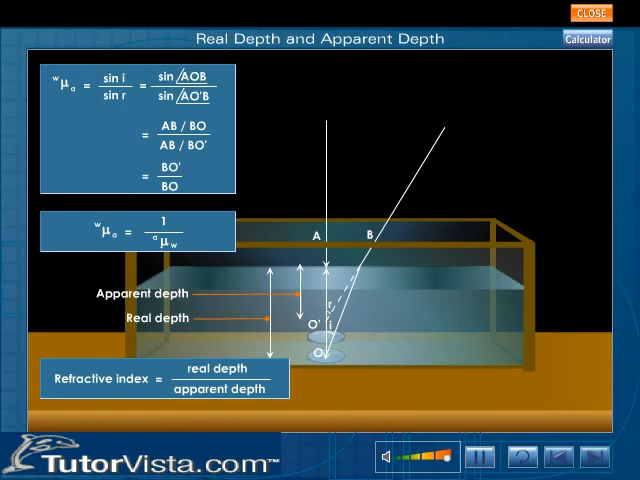 CLOSE
Real Depth and Apparent Depth
Calculator
wμa = sin i / sin r = sin ∠AOB / sin ∠AO'B
= AB / BO / AB / BO'
= BO' / BO
wμa = 1 / aμw
A
B
Apparent depth
r
Real depth
O'
i
O
Refractive index = real depth / apparent depth
TutorVista.com™